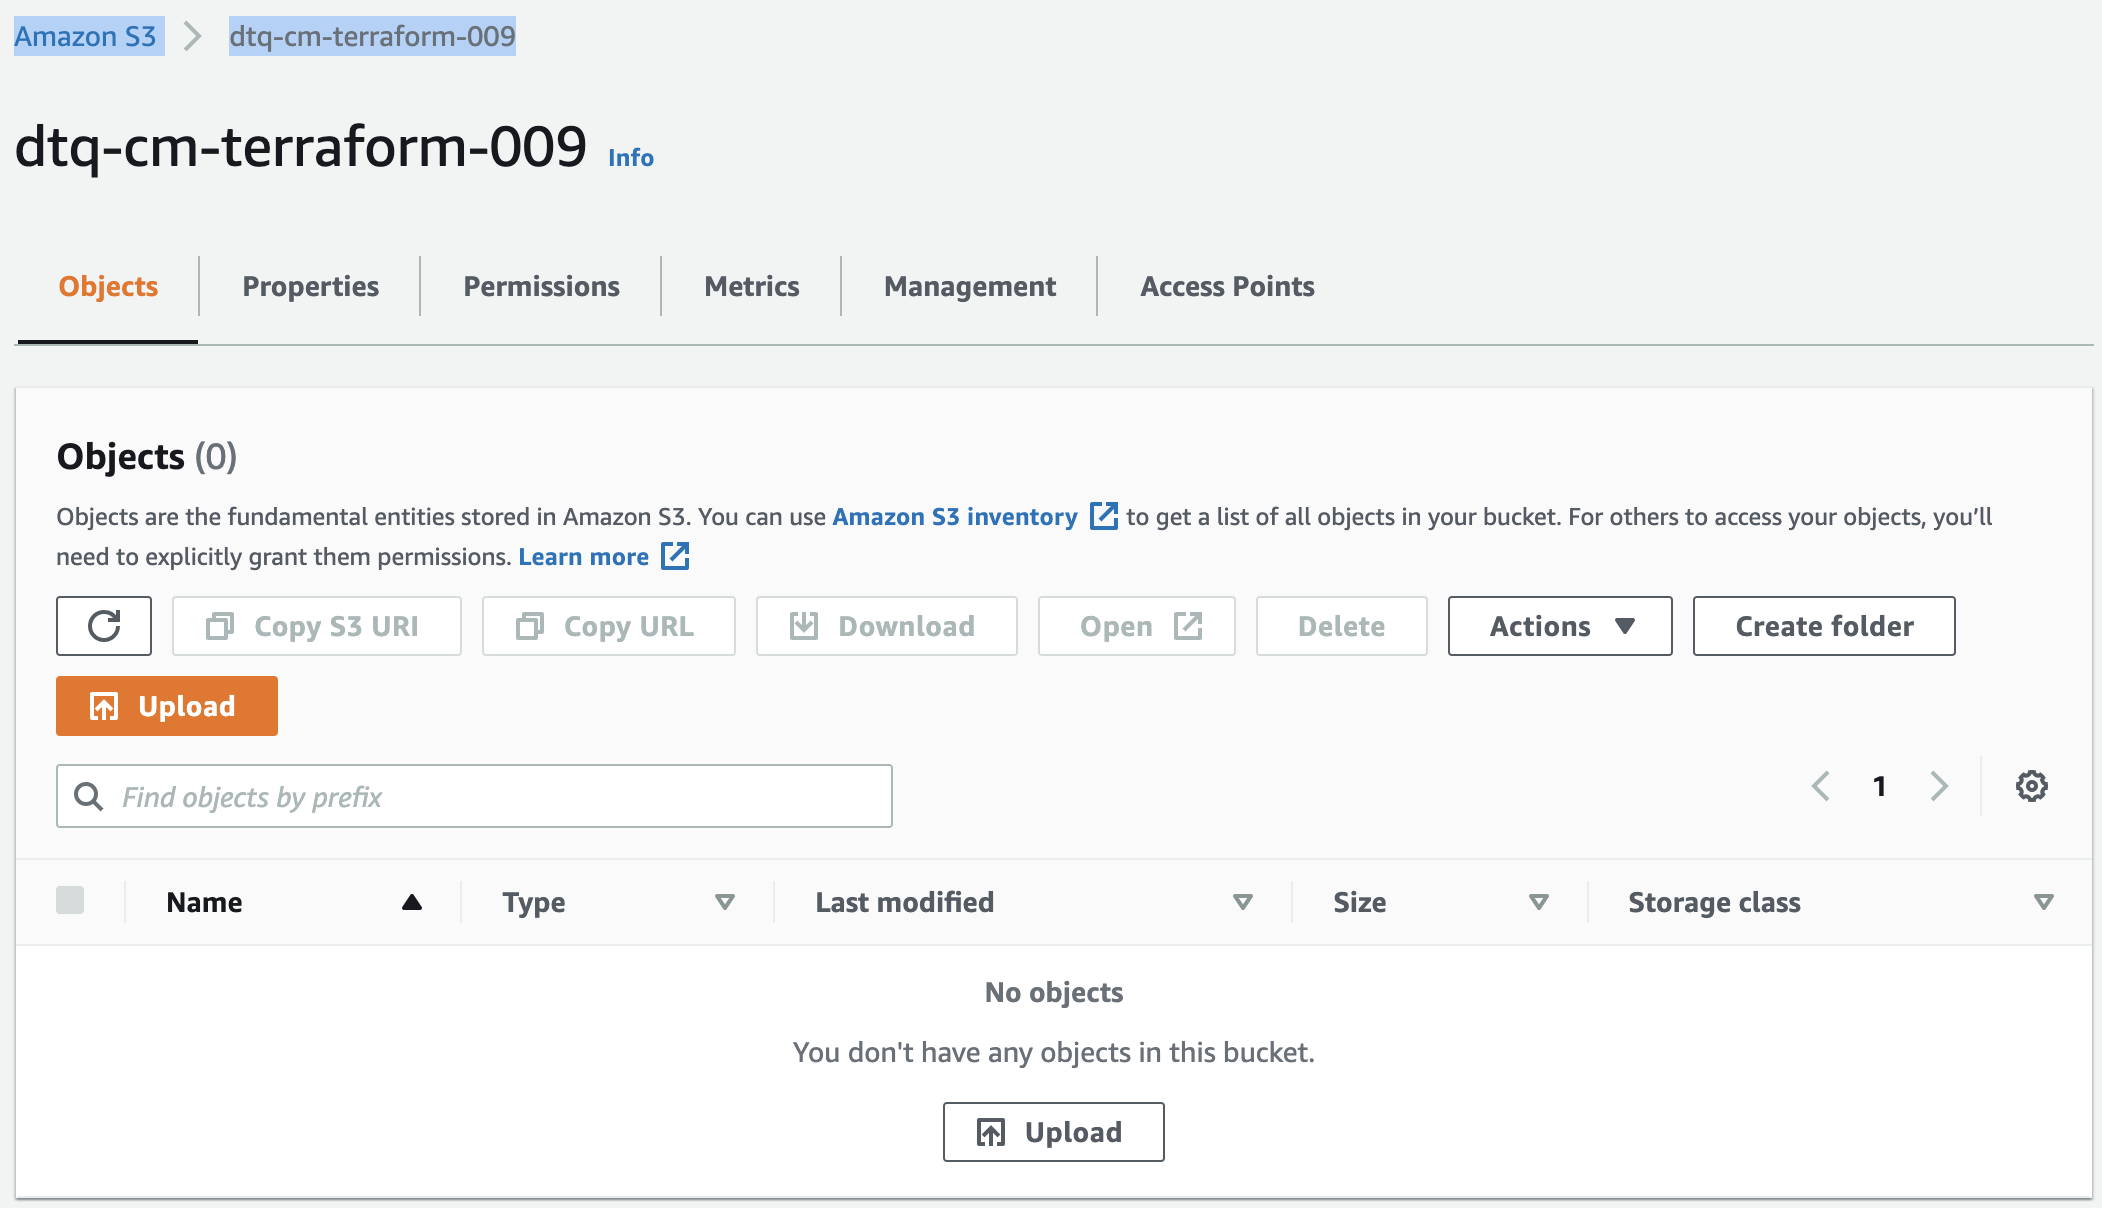 Amazon S3 > dtq-cm-terraform-009
dtq-cm-terraform-009 Info
Objects Properties Permissions Metrics Management Access Points
Objects (0)
Objects are the fundamental entities stored in Amazon S3. You can use Amazon S3 inventory to get a list of all objects in your bucket. For others to access your objects, you’ll
need to explicitly grant them permissions. Learn more
Copy S3 URI Copy URL Download Open Delete Actions Create folder
Upload
Find objects by prefix 1
Name Type Last modified Size Storage class
No objects
You don't have any objects in this bucket.
Upload